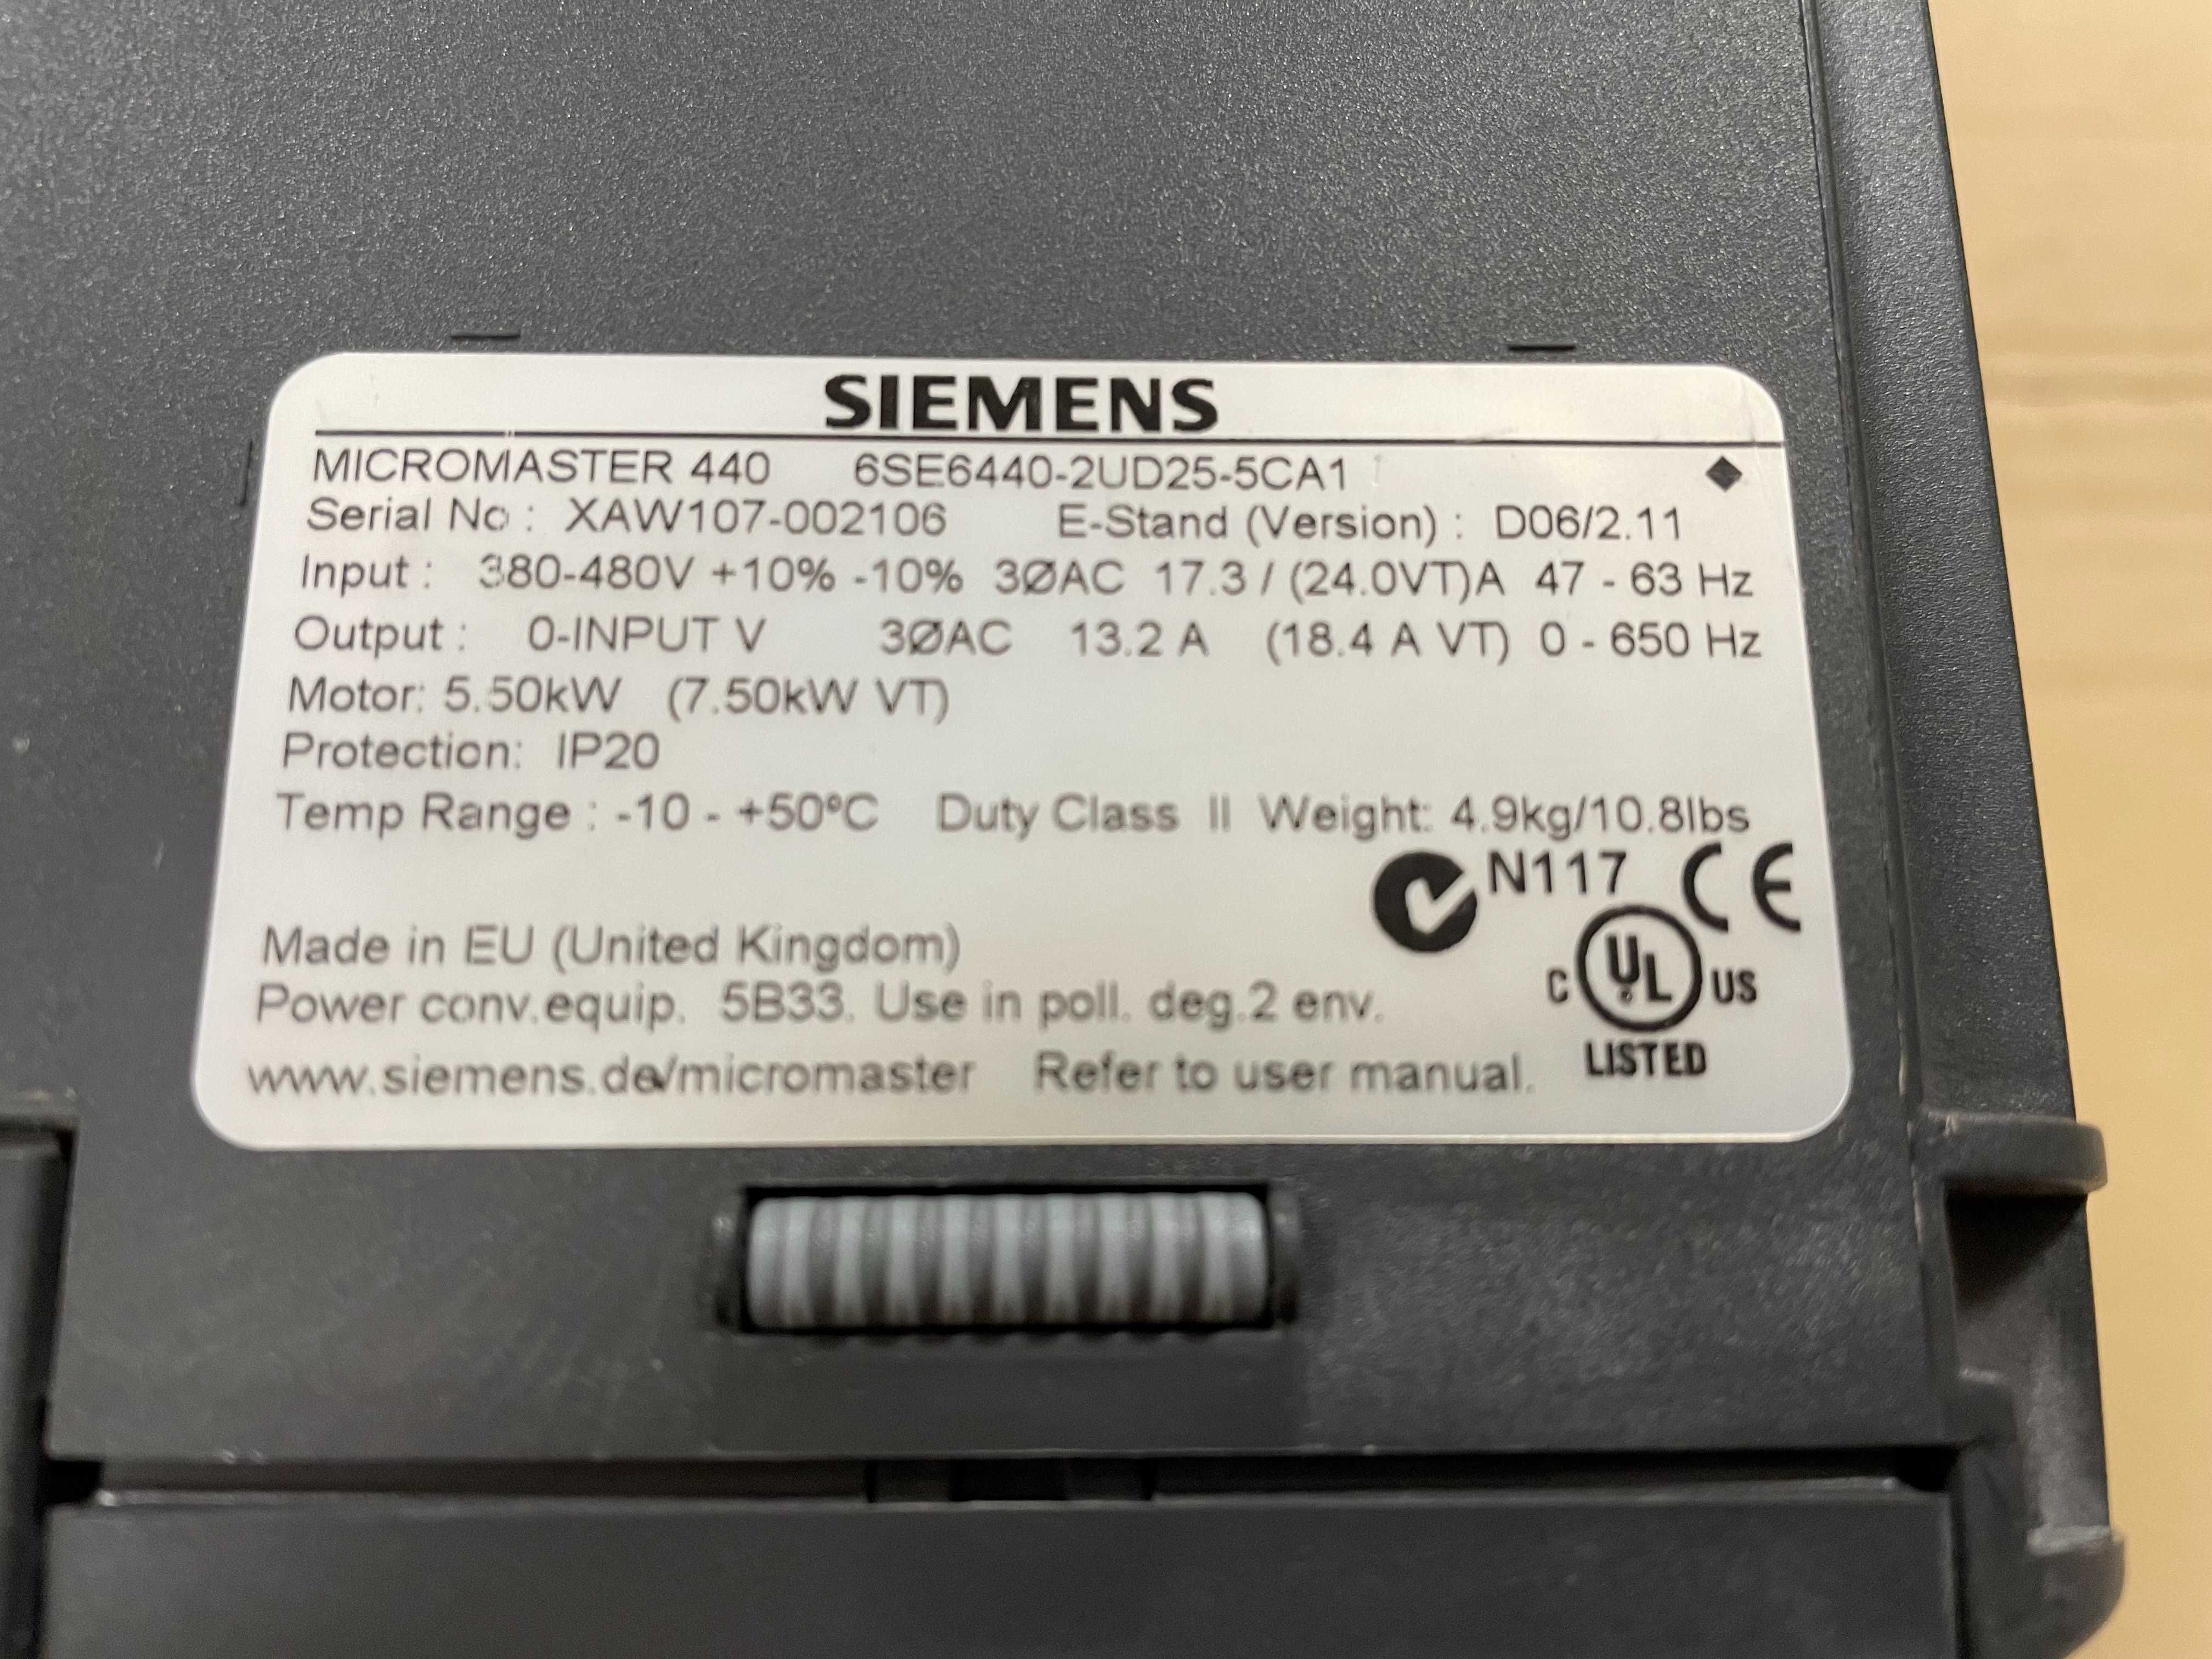 SIEMENS
MICROMASTER 440 6SE6440-2UD25-5CA1
Serial No : XAW107-002106 E-Stand (Version) : D06/2.11
Input : 380-480V +10% -10% 3ØAC 17.3 / (24.0VT)A 47 - 63 Hz
Output : 0-INPUT V 3ØAC 13.2 A (18.4 A VT) 0 - 650 Hz
Motor: 5.50kW (7.50kW VT)
Protection: IP20
Temp Range : -10 - +50ºC Duty Class II Weight: 4.9kg/10.8lbs
N117 CE
Made in EU (United Kingdom)
C UL US
Power conv.equip. 5B33. Use in poll. deg.2 env.
LISTED
www.siemens.de/micromaster Refer to user manual.